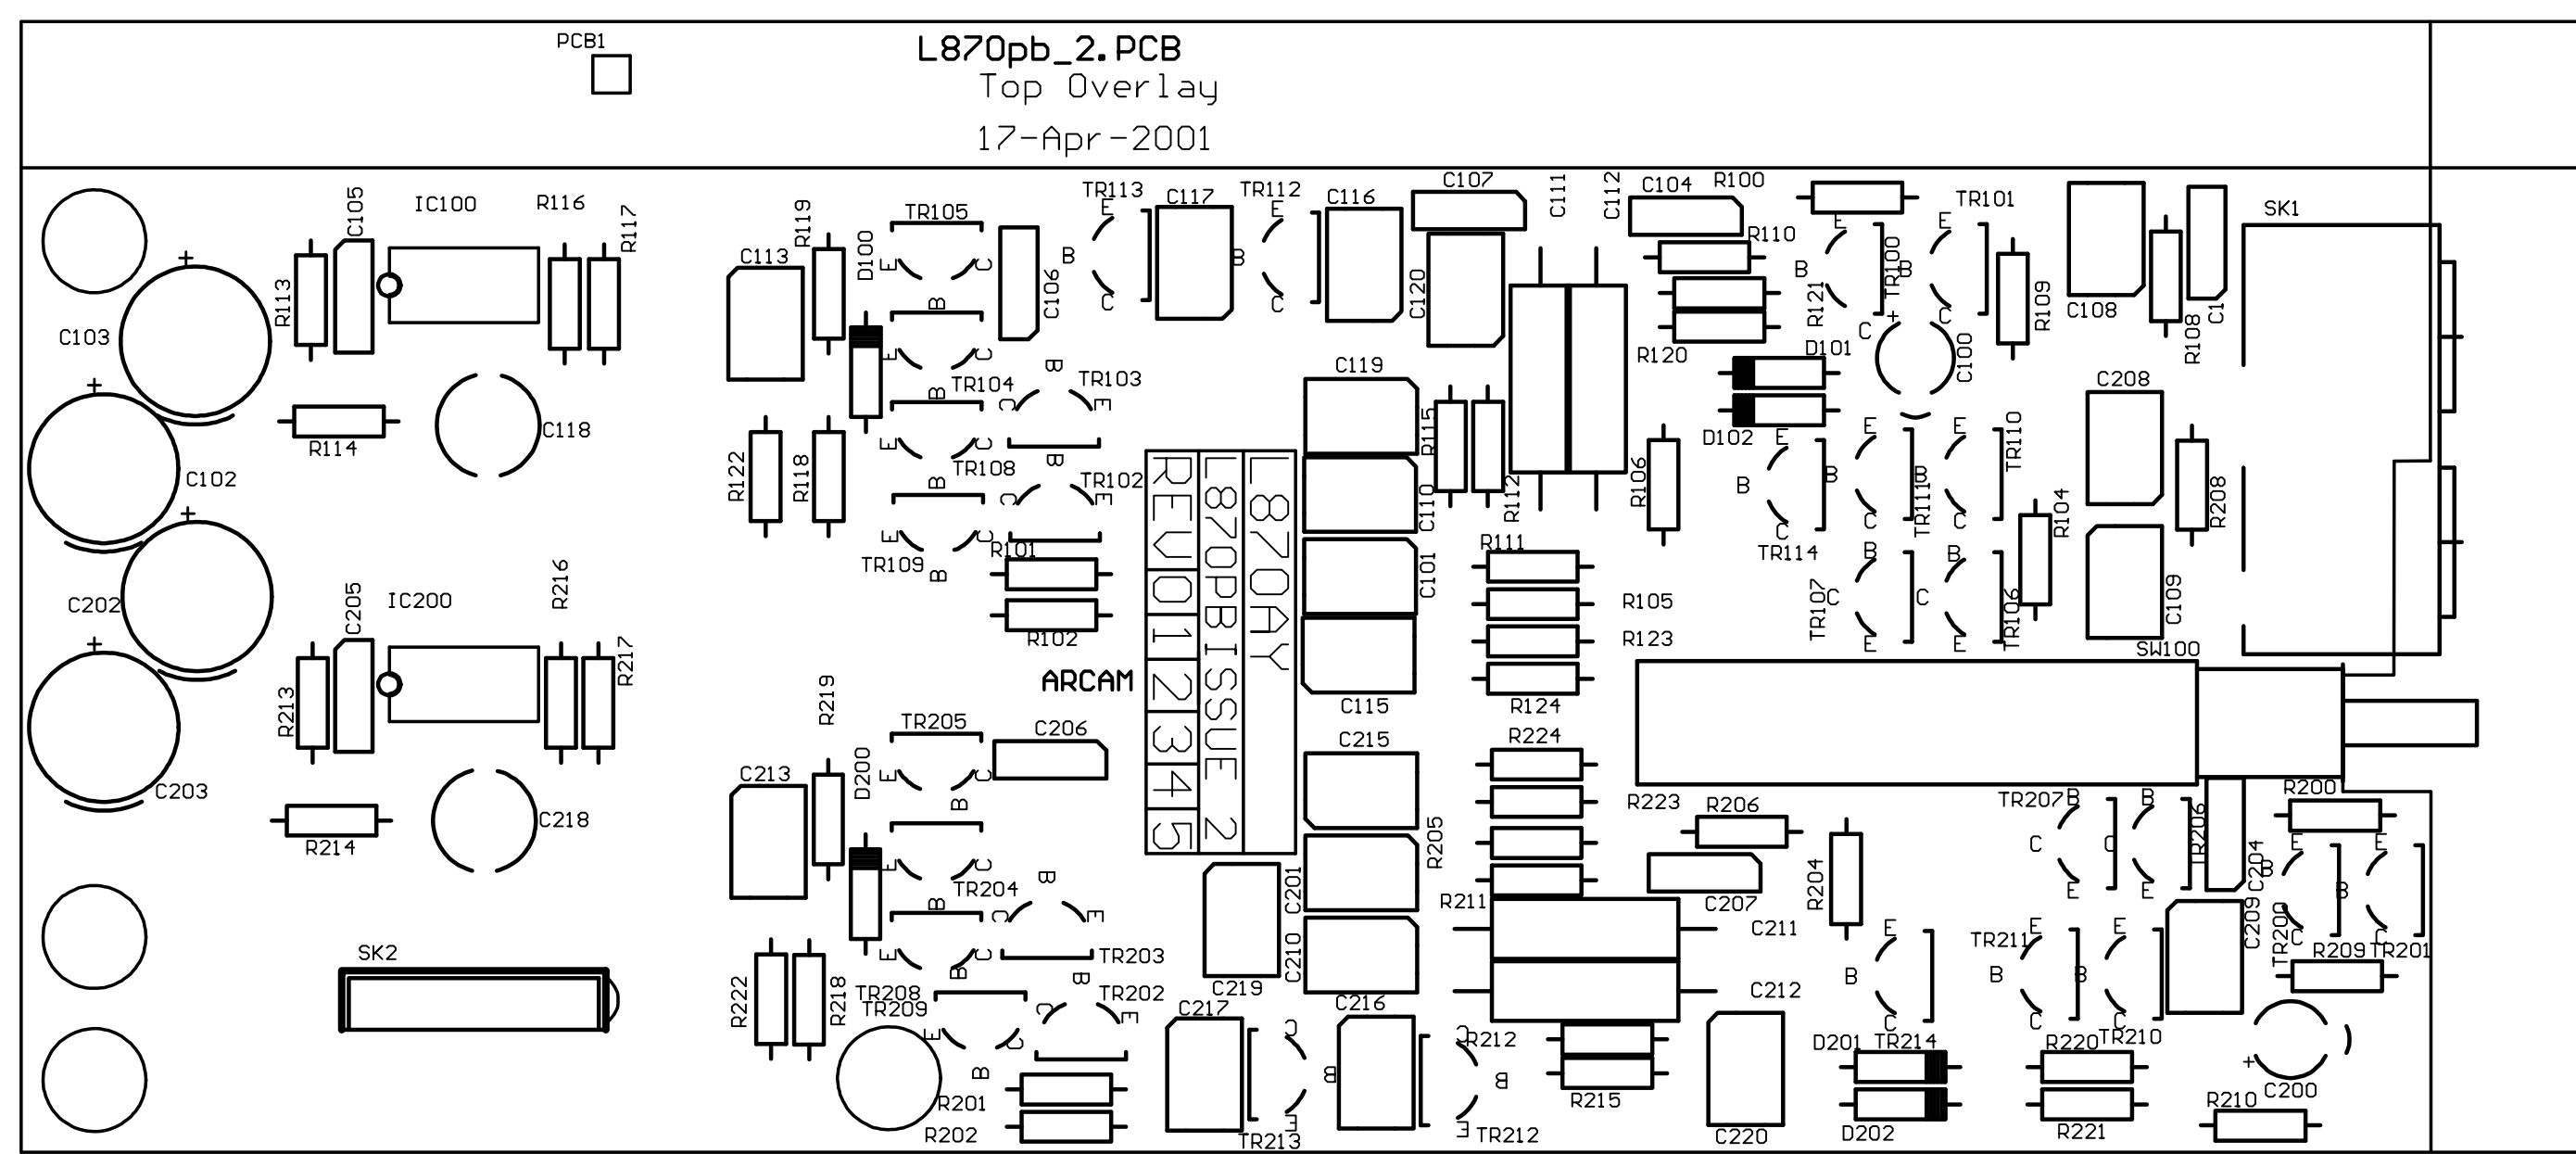 PCB1
L870pb_2.PCB
Top Overlay
17-Apr-2001
TR113 C117 TR112 C116 C107 C111 C112 C104 R100
C105 IC100 R116 R117 R119 TR105 TR101 SK1
D100 C113 C106 C120 R110 R121 TR100 R109 C108 R108 C1
R113 C103 R120 D101 C100
TR104 TR103 C119 C208
R114 C118 R115 D102 TR110
C102 R122 R118 TR108 TR102 C110 R112 R106 TR114 TR111 R104 R208
TR109 R101 R111
C202 C205 IC200 R216 R102 C101 R105 TR107 TR106 C109
R217 R123 SW100
R213 R219 ARCAM C115 R124
L870AY
L870PBISSUE 2
REV 0 1 2 3 4 5
TR205 C206 C215 R224
C203 D200 C213 R223 R206 TR207 R200
R214 C218 R205 TR206 C204
TR204 C201 R211 C207 R204
SK2 TR203 C210 C211 TR211 C209 TR200 R209 TR201
R222 R218 TR208 TR202 C219 C212
TR209 C217 C216 R212 D201 TR214 R220 TR210
R201 R215 C200
R202 TR213 TR212 C220 D202 R221 R210
E B C
+